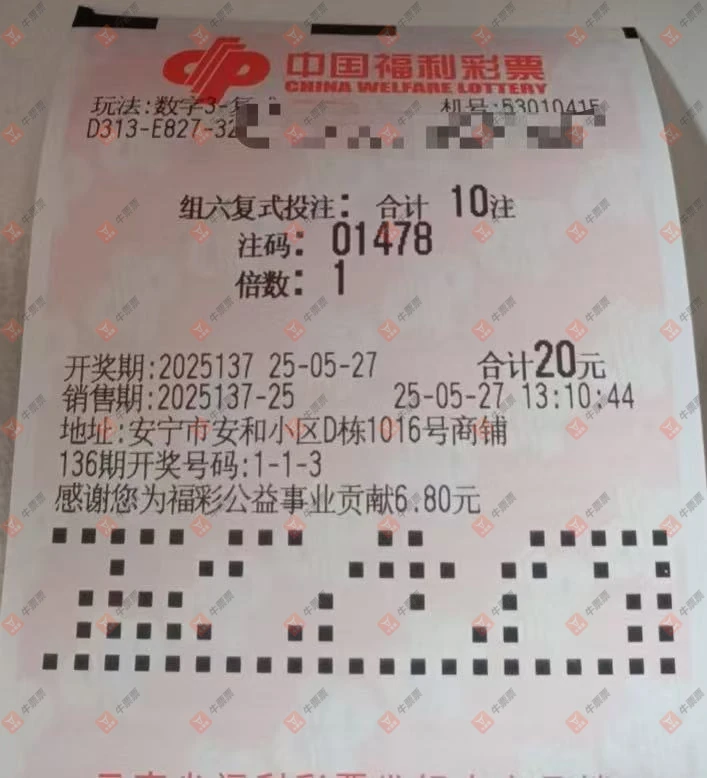 中国福利彩票
CHINA WELFARE LOTTERY
玩法:数字3-复 机号:53010415
D313-E827-32
组六复式投注: 合计 10注
注码: 01478
倍数: 1
开奖期:2025137 25-05-27 合计20元
销售期:2025137-25 25-05-27 13:10:44
地址:安宁市安和小区D栋1016号商铺
136期开奖号码:1-1-3
感谢您为福彩公益事业贡献6.80元
牛票票